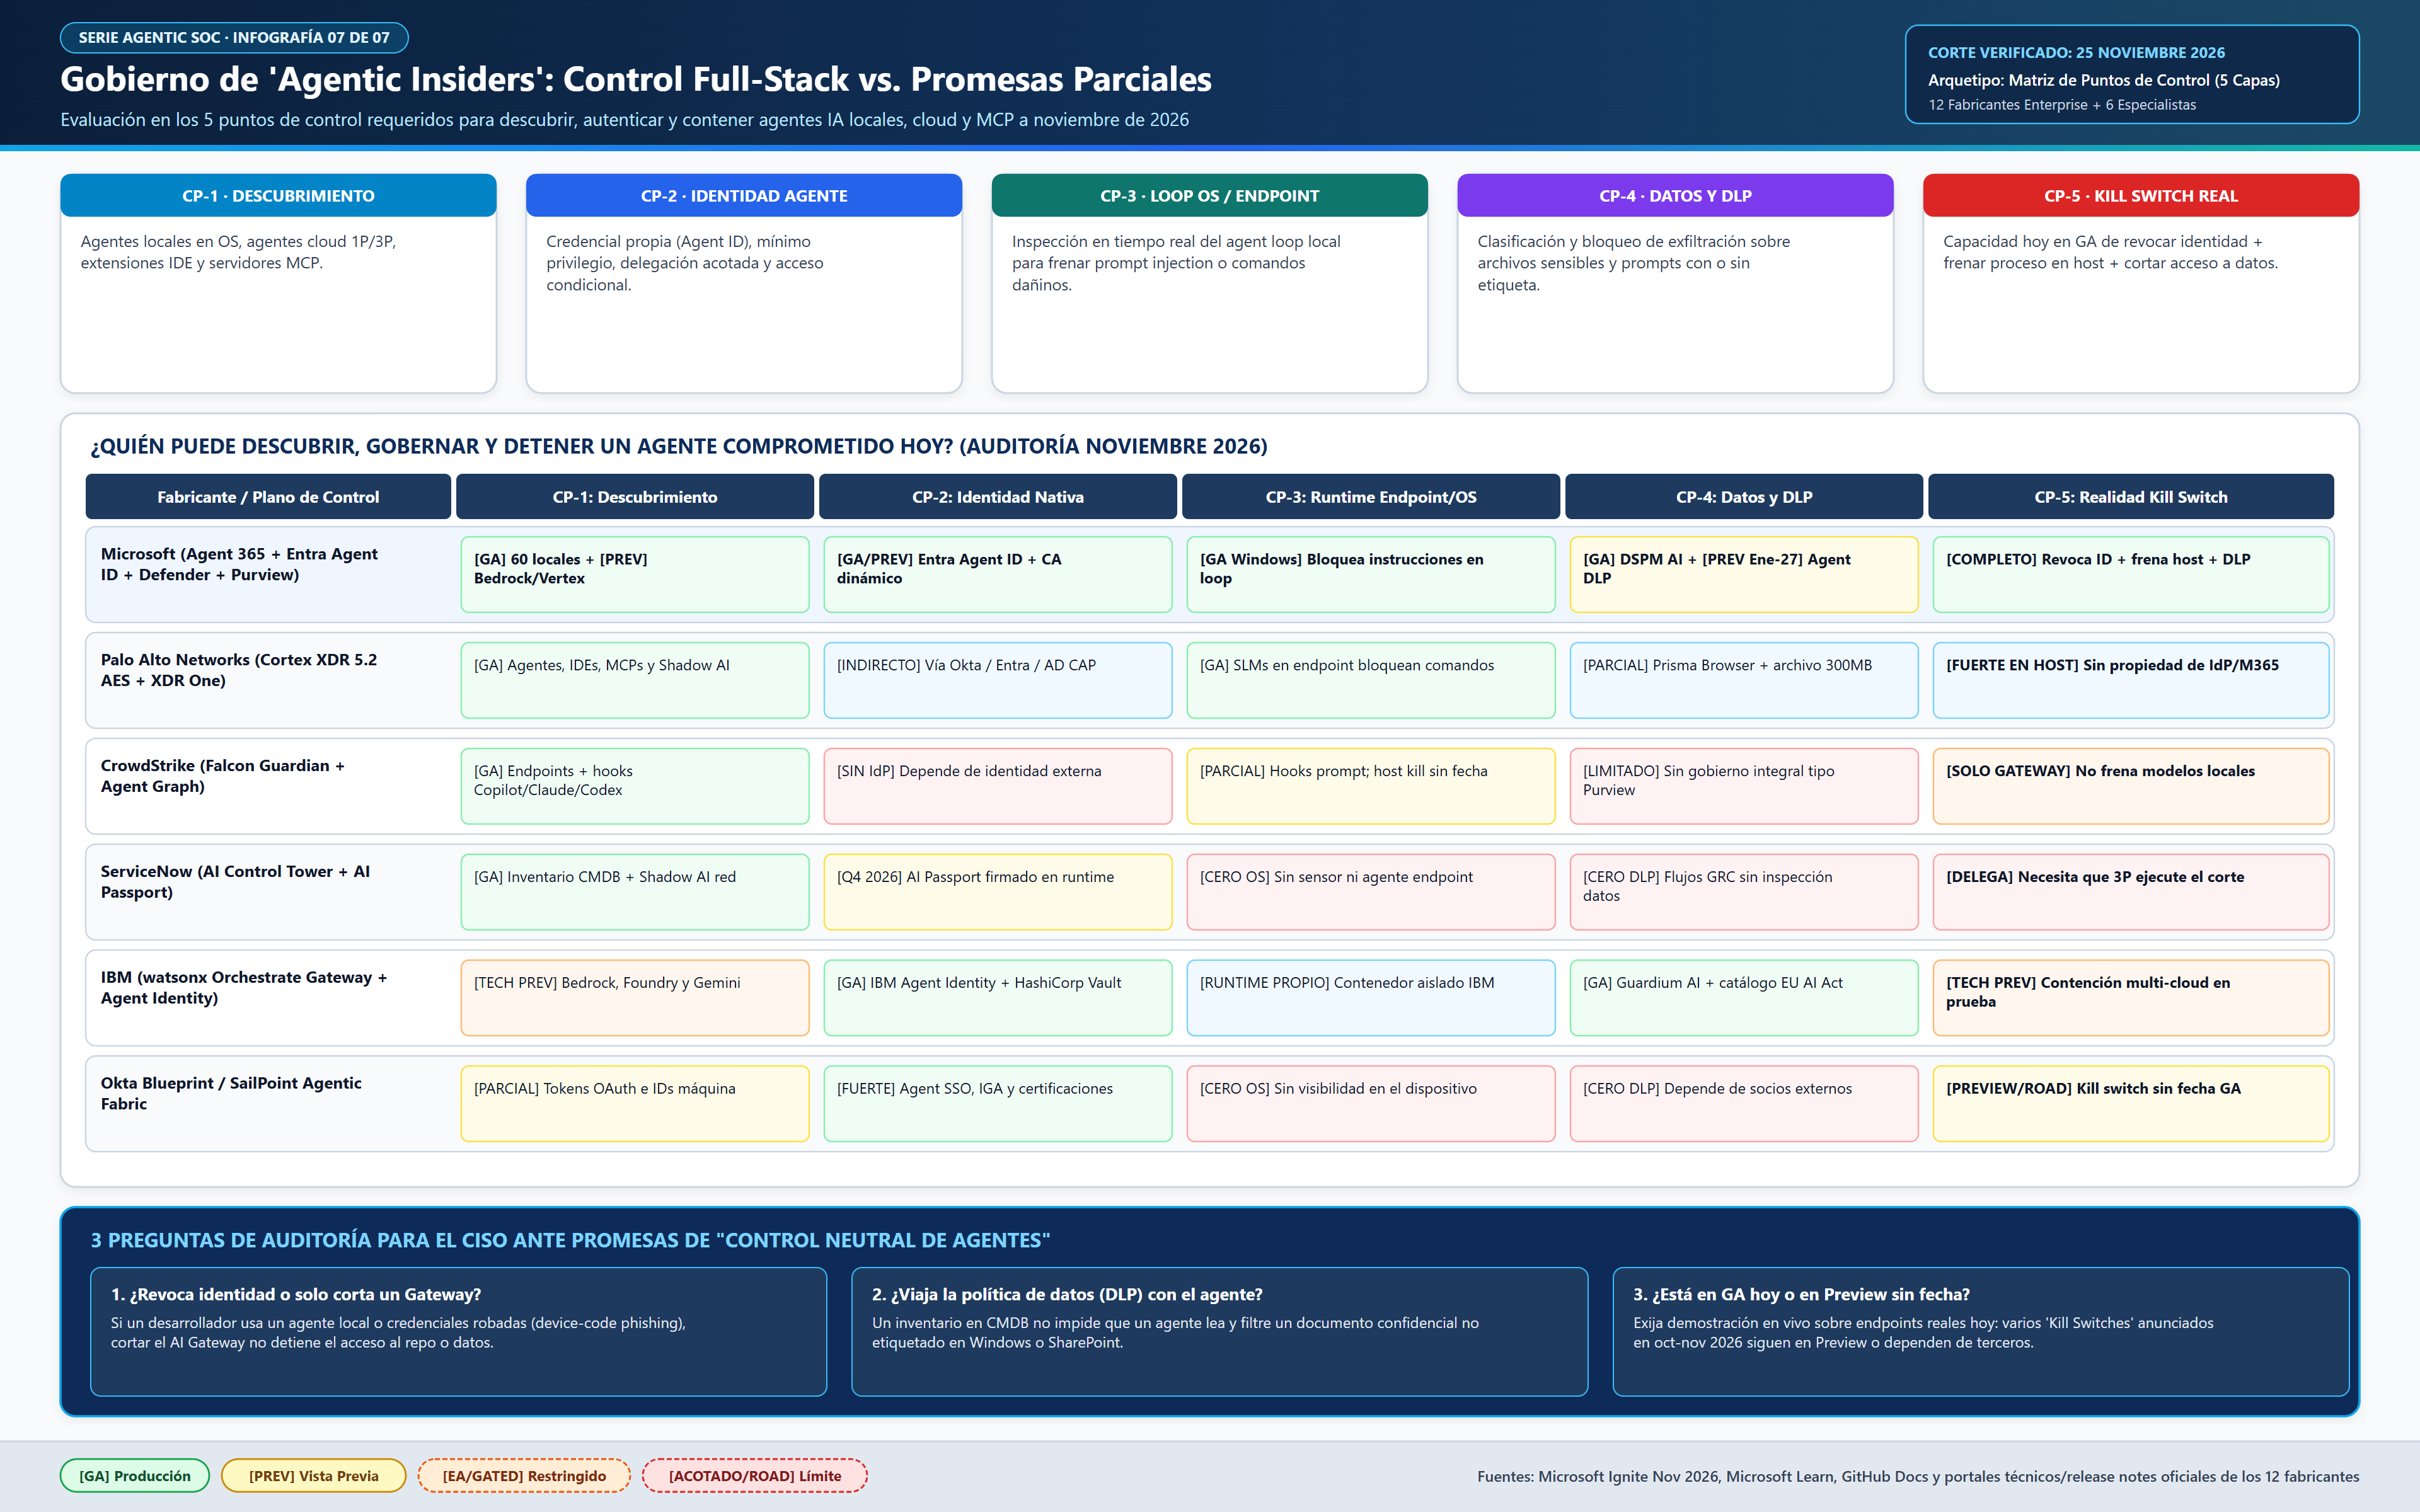 SERIE AGENTIC SOC · INFOGRAFÍA 07 DE 07
Gobierno de 'Agentic Insiders': Control Full-Stack vs. Promesas Parciales
Evaluación en los 5 puntos de control requeridos para descubrir, autenticar y contener agentes IA locales, cloud y MCP a noviembre de 2026
CORTE VERIFICADO: 25 NOVIEMBRE 2026
Arquetipo: Matriz de Puntos de Control (5 Capas)
12 Fabricantes Enterprise + 6 Especialistas
CP-1 · DESCUBRIMIENTO
Agentes locales en OS, agentes cloud 1P/3P,
extensiones IDE y servidores MCP.
CP-2 · IDENTIDAD AGENTE
Credencial propia (Agent ID), mínimo
privilegio, delegación acotada y acceso
condicional.
CP-3 · LOOP OS / ENDPOINT
Inspección en tiempo real del agent loop local
para frenar prompt injection o comandos
dañinos.
CP-4 · DATOS Y DLP
Clasificación y bloqueo de exfiltración sobre
archivos sensibles y prompts con o sin
etiqueta.
CP-5 · KILL SWITCH REAL
Capacidad hoy en GA de revocar identidad +
frenar proceso en host + cortar acceso a datos.
¿QUIÉN PUEDE DESCUBRIR, GOBERNAR Y DETENER UN AGENTE COMPROMETIDO HOY? (AUDITORÍA NOVIEMBRE 2026)
Fabricante / Plano de Control
CP-1: Descubrimiento
CP-2: Identidad Nativa
CP-3: Runtime Endpoint/OS
CP-4: Datos y DLP
CP-5: Realidad Kill Switch
Microsoft (Agent 365 + Entra Agent
ID + Defender + Purview)
[GA] 60 locales + [PREV]
Bedrock/Vertex
[GA/PREV] Entra Agent ID + CA
dinámico
[GA Windows] Bloquea instrucciones en
loop
[GA] DSPM AI + [PREV Ene-27] Agent
DLP
[COMPLETO] Revoca ID + frena host + DLP
Palo Alto Networks (Cortex XDR 5.2
AES + XDR One)
[GA] Agentes, IDEs, MCPs y Shadow AI
[INDIRECTO] Vía Okta / Entra / AD CAP
[GA] SLMs en endpoint bloquean comandos
[PARCIAL] Prisma Browser + archivo 300MB
[FUERTE EN HOST] Sin propiedad de IdP/M365
CrowdStrike (Falcon Guardian +
Agent Graph)
[GA] Endpoints + hooks
Copilot/Claude/Codex
[SIN IdP] Depende de identidad externa
[PARCIAL] Hooks prompt; host kill sin fecha
[LIMITADO] Sin gobierno integral tipo
Purview
[SOLO GATEWAY] No frena modelos locales
ServiceNow (AI Control Tower + AI
Passport)
[GA] Inventario CMDB + Shadow AI red
[Q4 2026] AI Passport firmado en runtime
[CERO OS] Sin sensor ni agente endpoint
[CERO DLP] Flujos GRC sin inspección
datos
[DELEGA] Necesita que 3P ejecute el corte
IBM (watsonx Orchestrate Gateway +
Agent Identity)
[TECH PREV] Bedrock, Foundry y Gemini
[GA] IBM Agent Identity + HashiCorp Vault
[RUNTIME PROPIO] Contenedor aislado IBM
[GA] Guardium AI + catálogo EU AI Act
[TECH PREV] Contención multi-cloud en
prueba
Okta Blueprint / SailPoint Agentic
Fabric
[PARCIAL] Tokens OAuth e IDs máquina
[FUERTE] Agent SSO, IGA y certificaciones
[CERO OS] Sin visibilidad en el dispositivo
[CERO DLP] Depende de socios externos
[PREVIEW/ROAD] Kill switch sin fecha GA
3 PREGUNTAS DE AUDITORÍA PARA EL CISO ANTE PROMESAS DE "CONTROL NEUTRAL DE AGENTES"
1. ¿Revoca identidad o solo corta un Gateway?
Si un desarrollador usa un agente local o credenciales robadas (device-code phishing),
cortar el AI Gateway no detiene el acceso al repo o datos.
2. ¿Viaja la política de datos (DLP) con el agente?
Un inventario en CMDB no impide que un agente lea y filtre un documento confidencial no
etiquetado en Windows o SharePoint.
3. ¿Está en GA hoy o en Preview sin fecha?
Exija demostración en vivo sobre endpoints reales hoy: varios 'Kill Switches' anunciados
en oct-nov 2026 siguen en Preview o dependen de terceros.
[GA] Producción
[PREV] Vista Previa
[EA/GATED] Restringido
[ACOTADO/ROAD] Límite
Fuentes: Microsoft Ignite Nov 2026, Microsoft Learn, GitHub Docs y portales técnicos/release notes oficiales de los 12 fabricantes